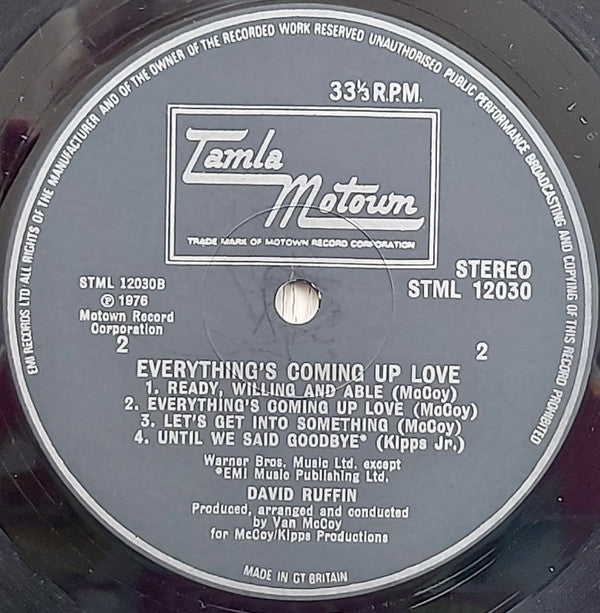 EMI RECORDS LTD·ALL RIGHTS OF THE MANUFACTURER AND OF THE OWNER OF THE RECORDED WORK RESERVED UNAUTHORISED PUBLIC PERFORMANCE BROADCASTING AND COPYING OF THIS RECORD PROHIBITED
33⅓ R.P.M.
Tamla
Motown
TRADE MARK OF MOTOWN RECORD CORPORATION
STEREO
STML 12030
STML 12030B
Ⓟ 1976
Motown Record
Corporation
2
2
EVERYTHING'S COMING UP LOVE
1. READY, WILLING AND ABLE (McCoy)
2. EVERYTHING'S COMING UP LOVE (McCoy)
3. LET'S GET INTO SOMETHING (McCoy)
4. UNTIL WE SAID GOODBYE* (Kipps Jr.)
Warner Bros. Music Ltd. except
*EMI Music Publishing Ltd.
DAVID RUFFIN
Produced, arranged and conducted
by Van McCoy
for McCoy/Kipps Productions
MADE IN GT BRITAIN